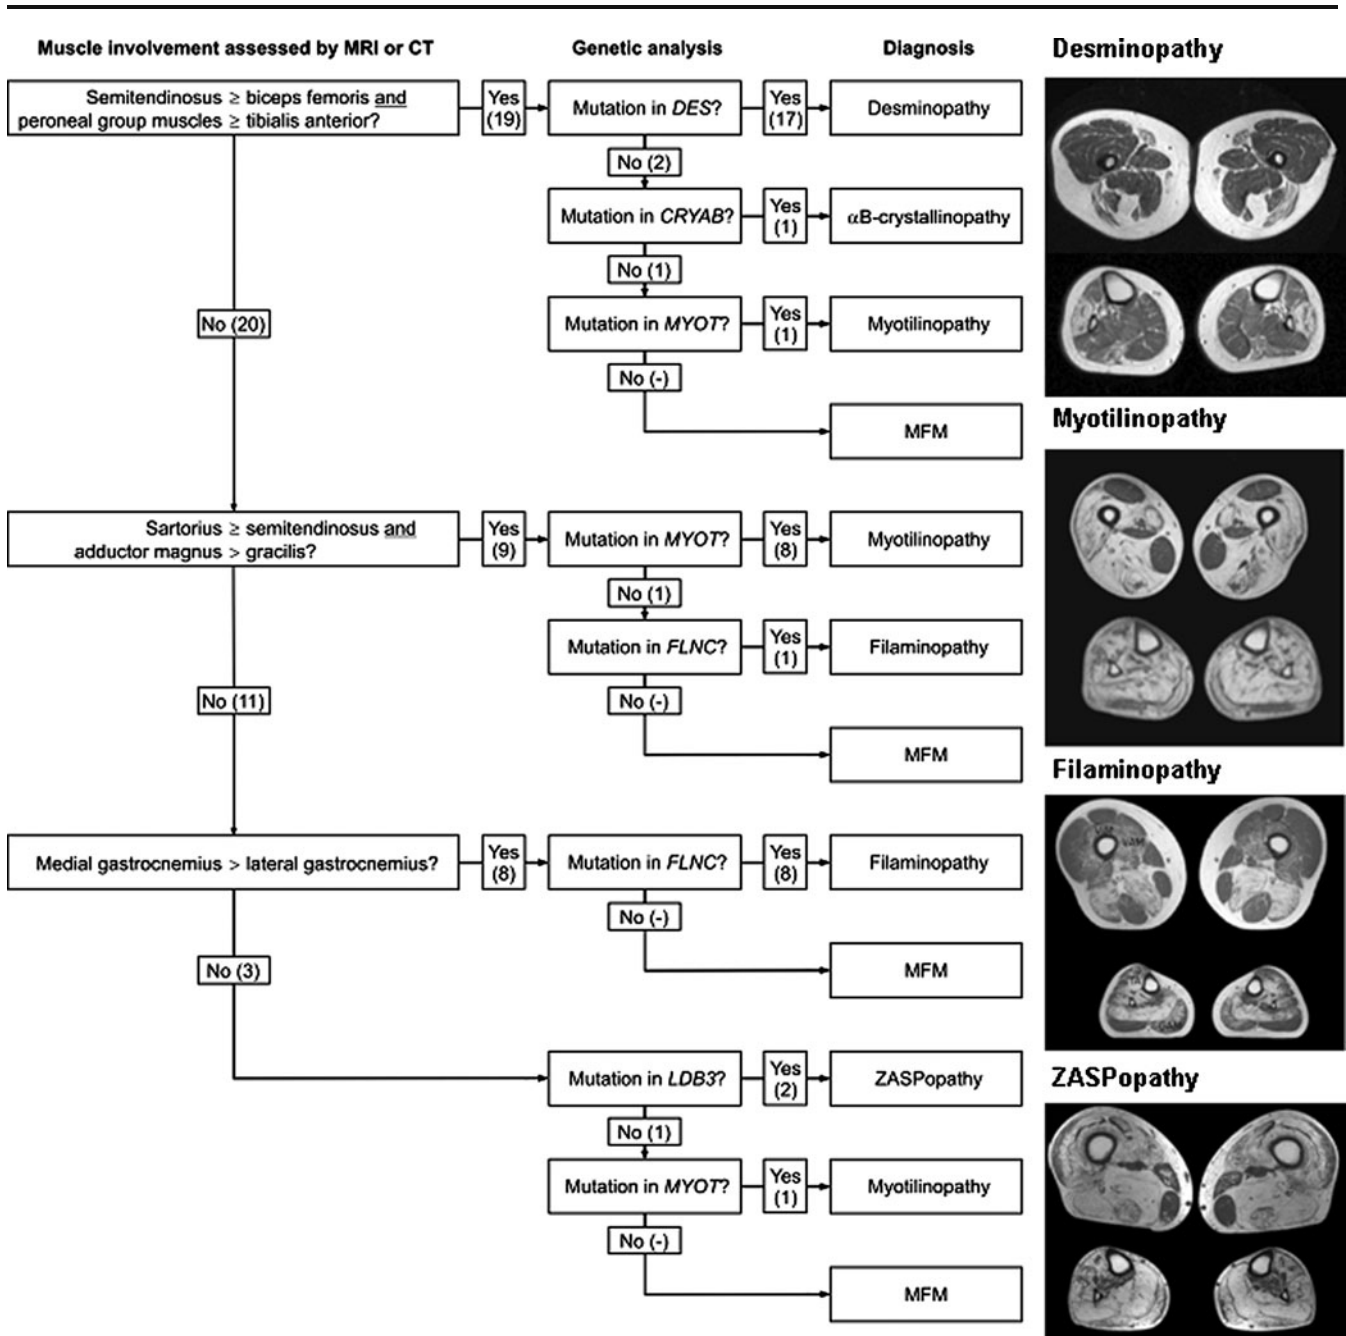 Muscle involvement assessed by MRI or CT
Genetic analysis
Diagnosis
Semitendinosus ≥ biceps femoris and
peroneal group muscles ≥ tibialis anterior?
Yes
(19)
Mutation in DES?
Yes
(17)
Desminopathy
No (2)
Mutation in CRYAB?
Yes
(1)
αB-crystallinopathy
No (1)
No (20)
Mutation in MYOT?
Yes
(1)
Myotilinopathy
No (-)
MFM
Sartorius ≥ semitendinosus and
adductor magnus > gracilis?
Yes
(9)
Mutation in MYOT?
Yes
(8)
Myotilinopathy
No (1)
Mutation in FLNC?
Yes
(1)
Filaminopathy
No (11)
No (-)
MFM
Medial gastrocnemius > lateral gastrocnemius?
Yes
(8)
Mutation in FLNC?
Yes
(8)
Filaminopathy
No (-)
No (3)
MFM
Mutation in LDB3?
Yes
(2)
ZASPopathy
No (1)
Mutation in MYOT?
Yes
(1)
Myotilinopathy
No (-)
MFM
Desminopathy
Myotilinopathy
Filaminopathy
ZASPopathy